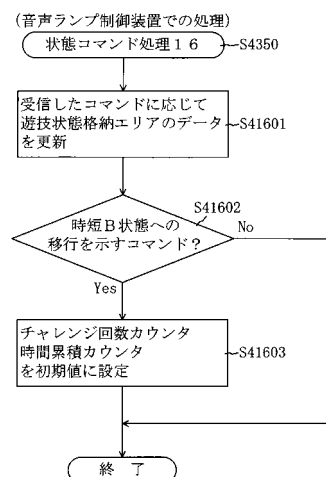 (音声ランプ制御装置での処理)
状態コマンド処理16
S4350
受信したコマンドに応じて
遊技状態格納エリアのデータ
を更新
S41601
S41602
時短B状態への
移行を示すコマンド?
No
Yes
チャレンジ回数カウンタ
時間累積カウンタ
を初期値に設定
S41603
終 了